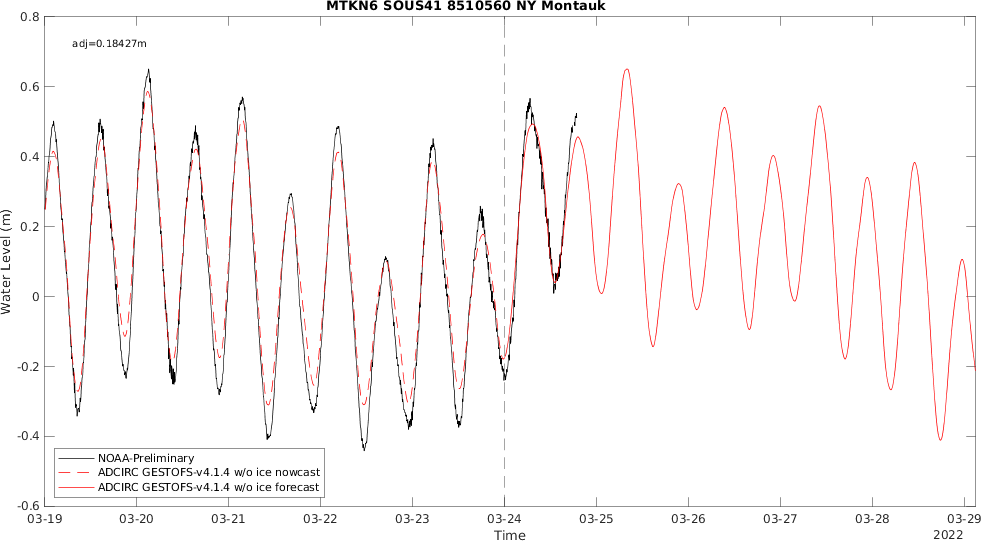 MTKN6 SOUS41 8510560 NY Montauk
0.8
adj=0.18427m
0.6
0.4
0.2
0
-0.2
-0.4
-0.6
Water Level (m)
NOAA-Preliminary
ADCIRC GESTOFS-v4.1.4 w/o ice nowcast
ADCIRC GESTOFS-v4.1.4 w/o ice forecast
03-19 03-20 03-21 03-22 03-23 03-24 03-25 03-26 03-27 03-28 03-29
Time
2022